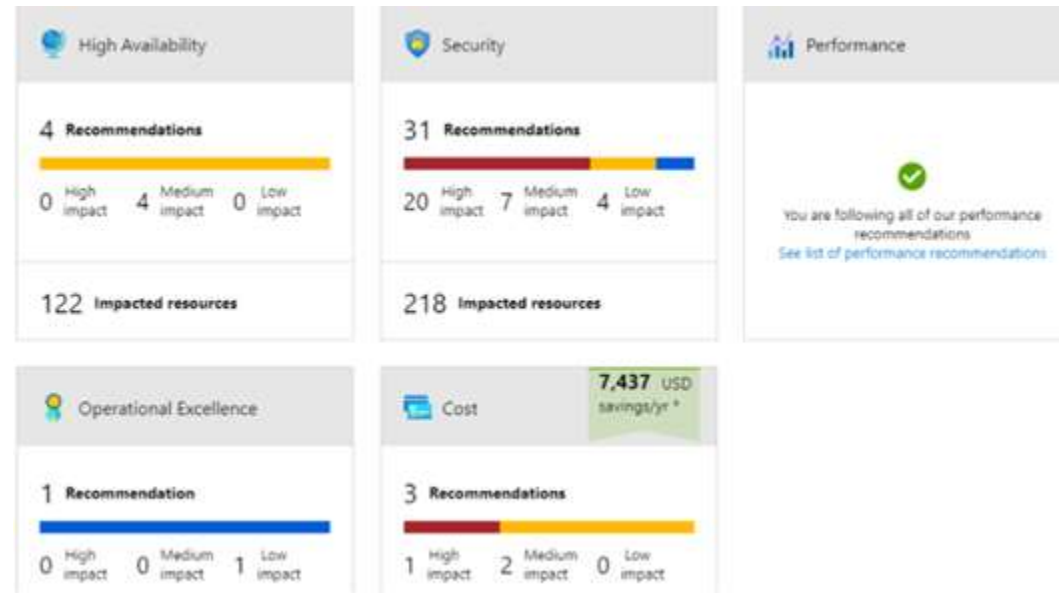 High Availability
4 Recommendations
0 High impact 4 Medium impact 0 Low impact
122 Impacted resources
Security
31 Recommendations
20 High impact 7 Medium impact 4 Low impact
218 Impacted resources
Performance
You are following all of our performance
recommendations
See list of performance recommendations
Operational Excellence
1 Recommendation
0 High impact 0 Medium impact 1 Low impact
Cost
7,437 USD
savings/yr *
3 Recommendations
1 High impact 2 Medium impact 0 Low impact